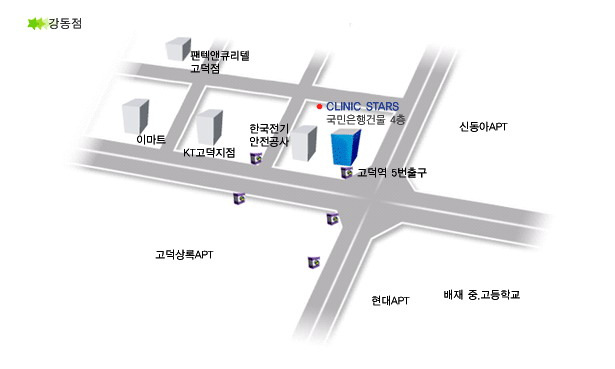 강동점
팬텍앤큐리텔
고덕점
CLINIC STARS
국민은행건물 4층
한국전기
안전공사
신동아APT
이마트
KT고덕지점
고덕역 5번출구
고덕상록APT
현대APT
배재 중,고등학교